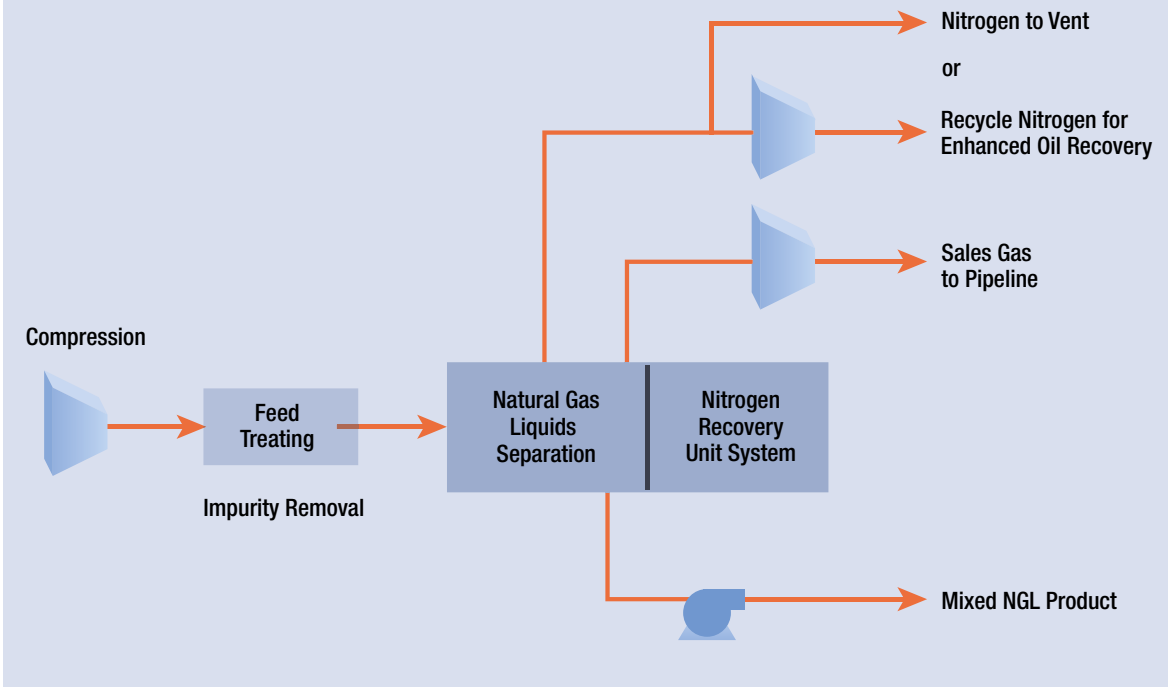 Nitrogen to Vent
or
Recycle Nitrogen for
Enhanced Oil Recovery
Sales Gas
to Pipeline
Compression
Feed
Treating
Impurity Removal
Natural Gas
Liquids
Separation
Nitrogen
Recovery
Unit System
Mixed NGL Product